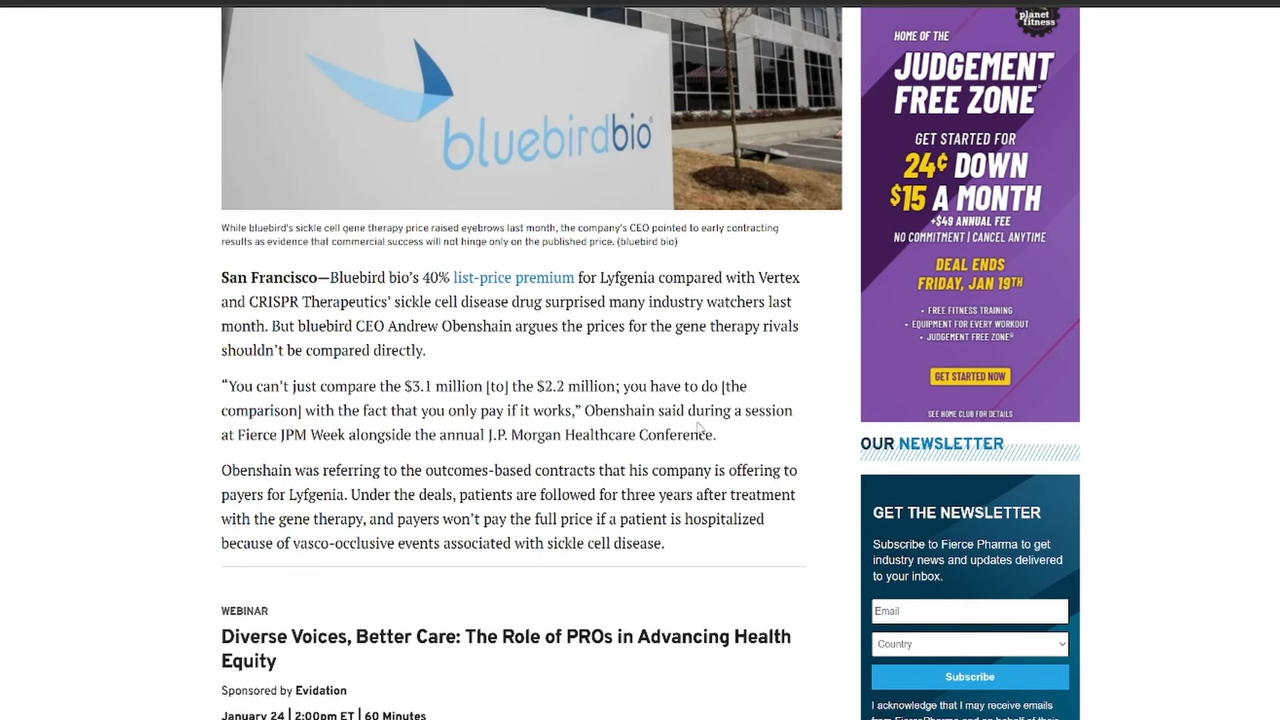 bluebirdbio
While bluebird's sickle cell gene therapy price raised eyebrows last month, the company's CEO pointed to early contracting
results as evidence that commercial success will not hinge only on the published price. (bluebird bio)
San Francisco—Bluebird bio's 40% list-price premium for Lyfgenia compared with Vertex
and CRISPR Therapeutics' sickle cell disease drug surprised many industry watchers last
month. But bluebird CEO Andrew Obenshain argues the prices for the gene therapy rivals
shouldn't be compared directly.
“You can't just compare the $3.1 million [to] the $2.2 million; you have to do [the
comparison] with the fact that you only pay if it works,” Obenshain said during a session
at Fierce JPM Week alongside the annual J.P. Morgan Healthcare Conference.
Obenshain was referring to the outcomes-based contracts that his company is offering to
payers for Lyfgenia. Under the deals, patients are followed for three years after treatment
with the gene therapy, and payers won't pay the full price if a patient is hospitalized
because of vasco-occlusive events associated with sickle cell disease.
WEBINAR
Diverse Voices, Better Care: The Role of PROs in Advancing Health
Equity
Sponsored by Evidation
January 24 | 2:00pm ET | 60 Minutes
planet
fitness
HOME OF THE
JUDGEMENT
FREE ZONE®
GET STARTED FOR
24¢ DOWN
$15 A MONTH
+$49 ANNUAL FEE
NO COMMITMENT | CANCEL ANYTIME
DEAL ENDS
FRIDAY, JAN 19TH
• FREE FITNESS TRAINING
• EQUIPMENT FOR EVERY WORKOUT
• JUDGEMENT FREE ZONE®
GET STARTED NOW
SEE HOME CLUB FOR DETAILS
OUR NEWSLETTER
GET THE NEWSLETTER
Subscribe to Fierce Pharma to get
industry news and updates delivered
to your inbox.
Email
Country
Subscribe
I acknowledge that I may receive emails
from FiercePharma and on behalf of their